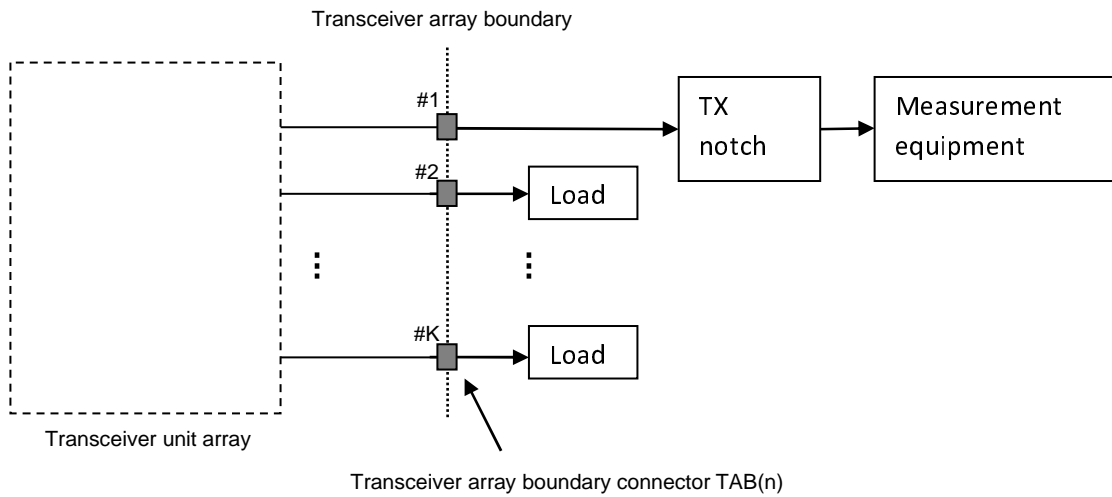 Transceiver array boundary
#1
TX
notch
Measurement
equipment
#2
Load
#K
Load
Transceiver unit array
Transceiver array boundary connector TAB(n)